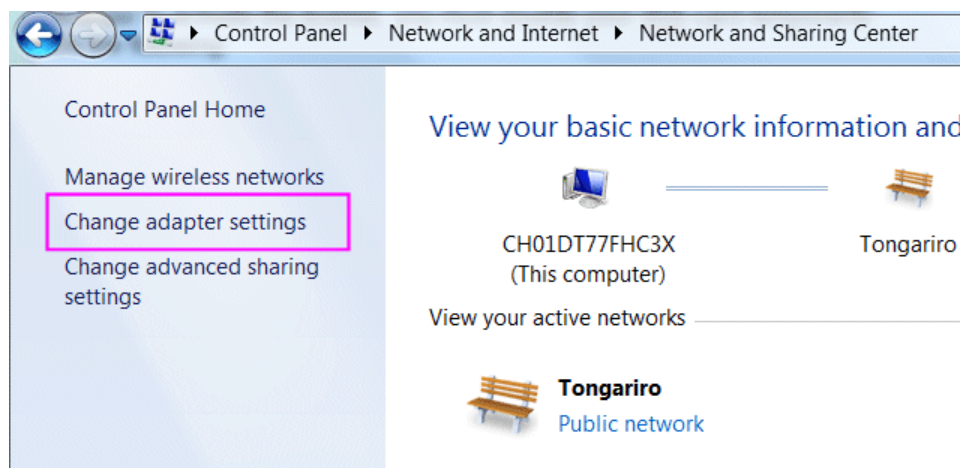 Control Panel Network and Internet Network and Sharing Center
Control Panel Home
Manage wireless networks
Change adapter settings
Change advanced sharing
settings
View your basic network information and
CH01DT77FHC3X
(This computer)
Tongariro
View your active networks
Tongariro
Public network